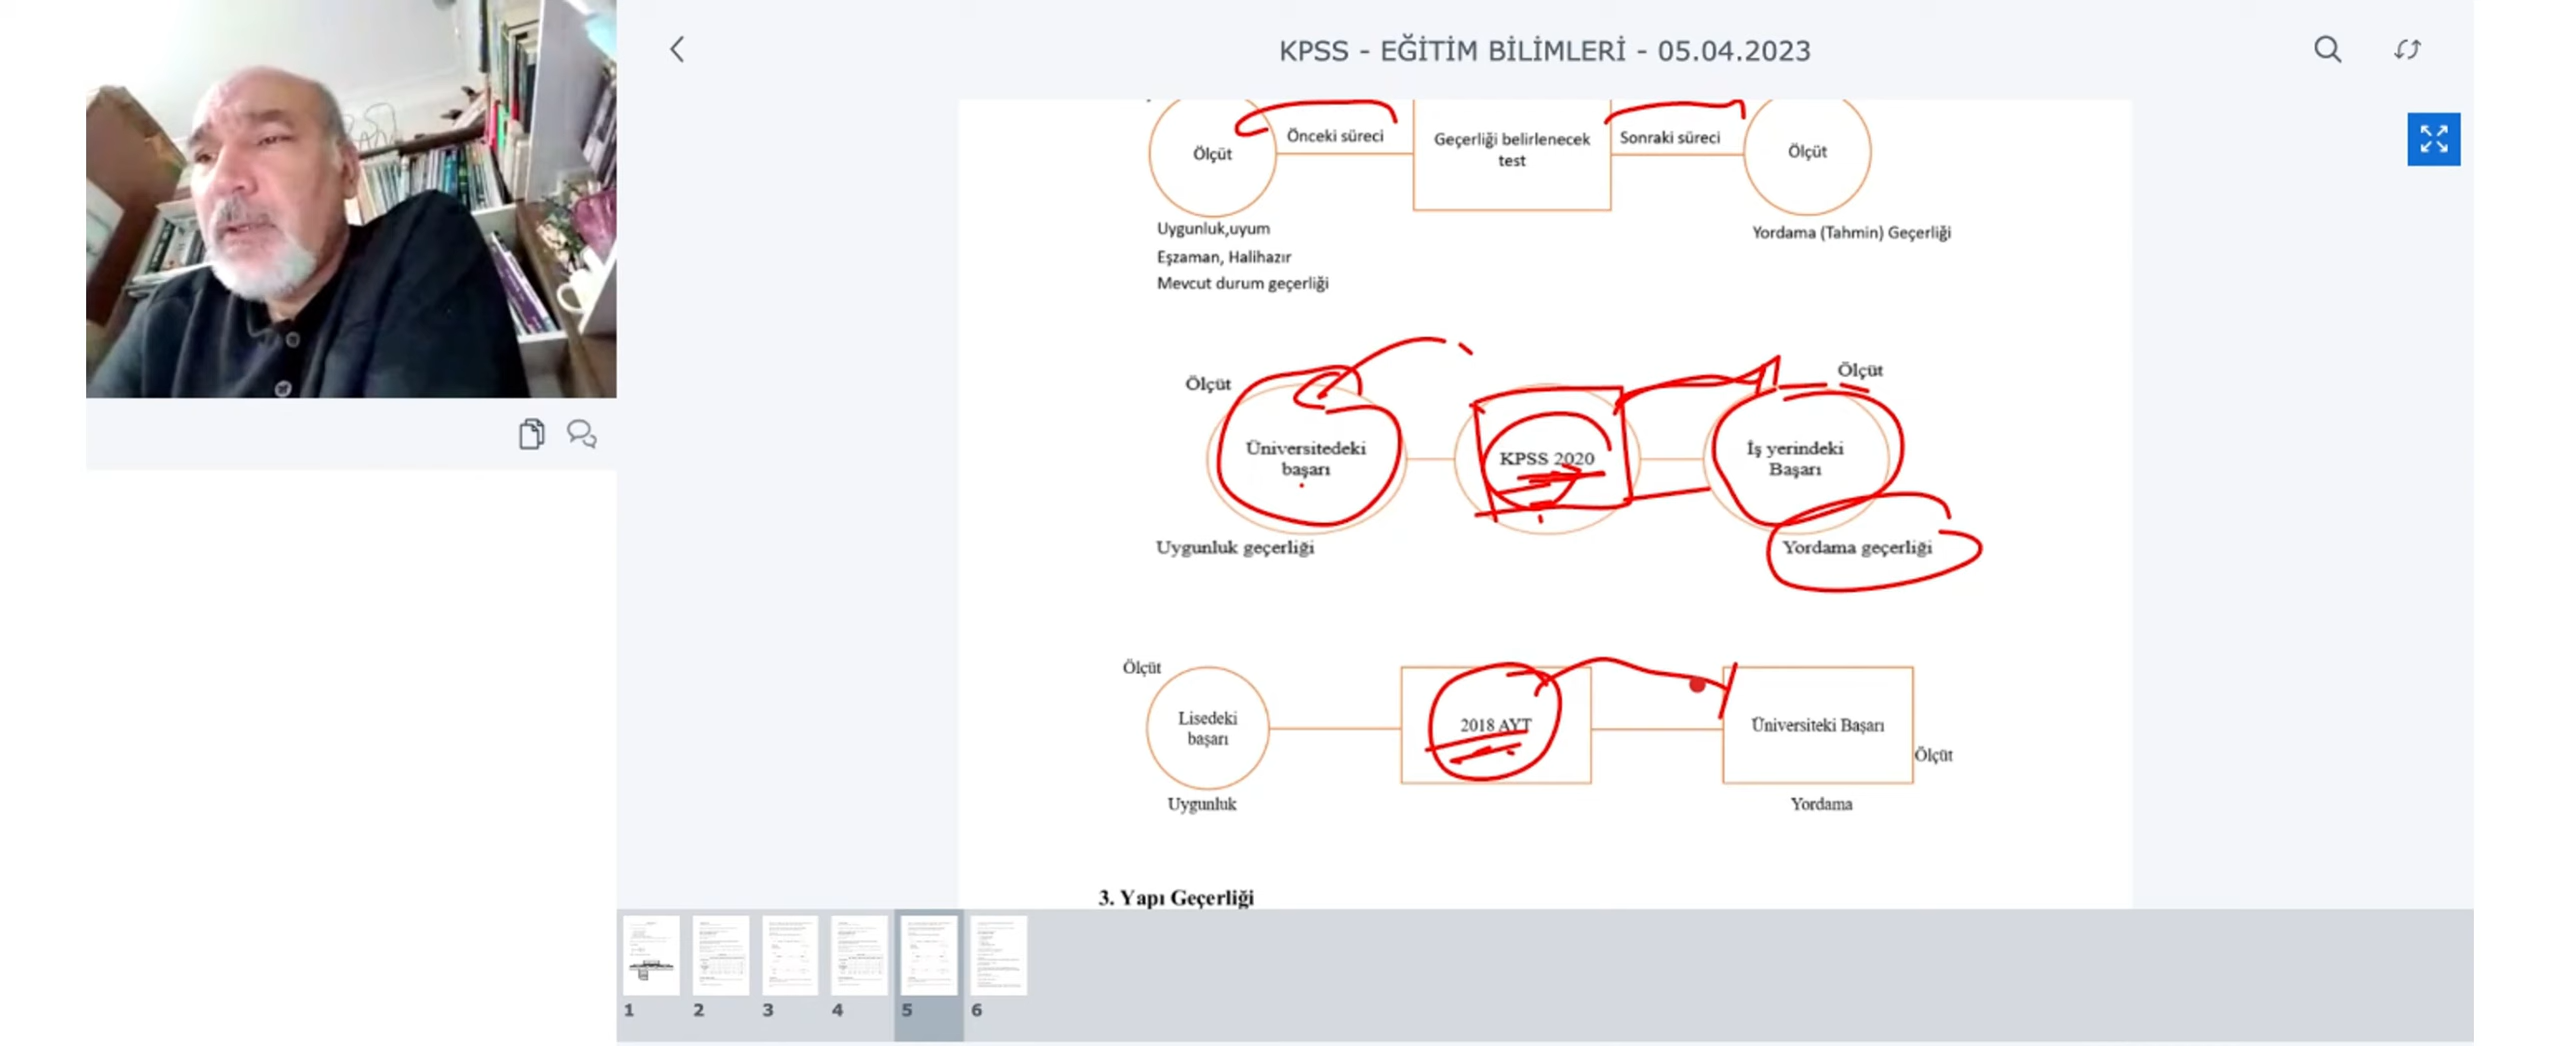 KPSS - EĞİTİM BİLİMLERİ - 05.04.2023
Ölçüt
Önceki süreci
Geçerliği belirlenecek
test
Sonraki süreci
Ölçüt
Uygunluk,uyum
Eşzaman, Halihazır
Mevcut durum geçerliği
Yordama (Tahmin) Geçerliği
Ölçüt
Ölçüt
Üniversitedeki
başarı
KPSS 2020
İş yerindeki
Başarı
Uygunluk geçerliği
Yordama geçerliği
Ölçüt
Lisedeki
başarı
2018 AYT
Üniversiteki Başarı
Ölçüt
Uygunluk
Yordama
3. Yapı Geçerliği
1 2 3 4 5 6